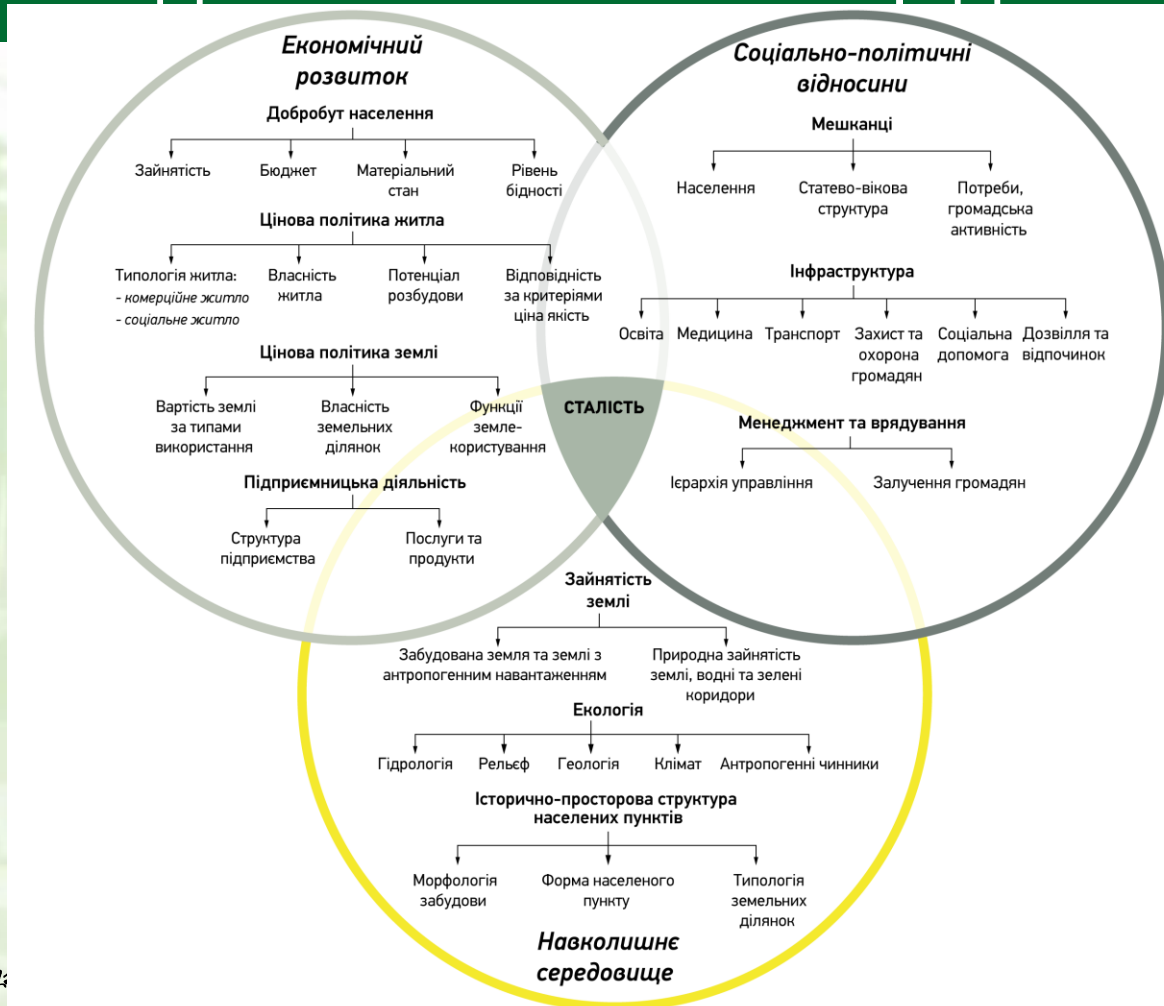 Економічний
розвиток
Добробут населення
Зайнятість
Бюджет
Матеріальний
стан
Рівень
бідності
Цінова політика житла
Типологія житла:
- комерційне житло
- соціальне житло
Власність
житла
Потенціал
розбудови
Відповідність
за критеріями
ціна якість
Цінова політика землі
Вартість землі
за типами
використання
Власність
земельних
ділянок
Функції
земле-
користування
Підприємницька діяльність
Структура
підприємства
Послуги та
продукти
Соціально-політичні
відносини
Мешканці
Населення
Статево-вікова
структура
Потреби,
громадська
активність
Інфраструктура
Освіта
Медицина
Транспорт
Захист та
охорона
громадян
Соціальна
допомога
Дозвілля та
відпочинок
Менеджмент та врядування
Ієрархія управління
Залучення громадян
СТАЛІСТЬ
Зайнятість
землі
Забудована земля та землі з
антропогенним навантаженням
Природна зайнятість
землі, водні та зелені
коридори
Екологія
Гідрологія
Рельєф
Геологія
Клімат
Антропогенні чинники
Історично-просторова структура
населених пунктів
Морфологія
забудови
Форма населеного
пункту
Типологія
земельних
ділянок
Навколишнє
середовище